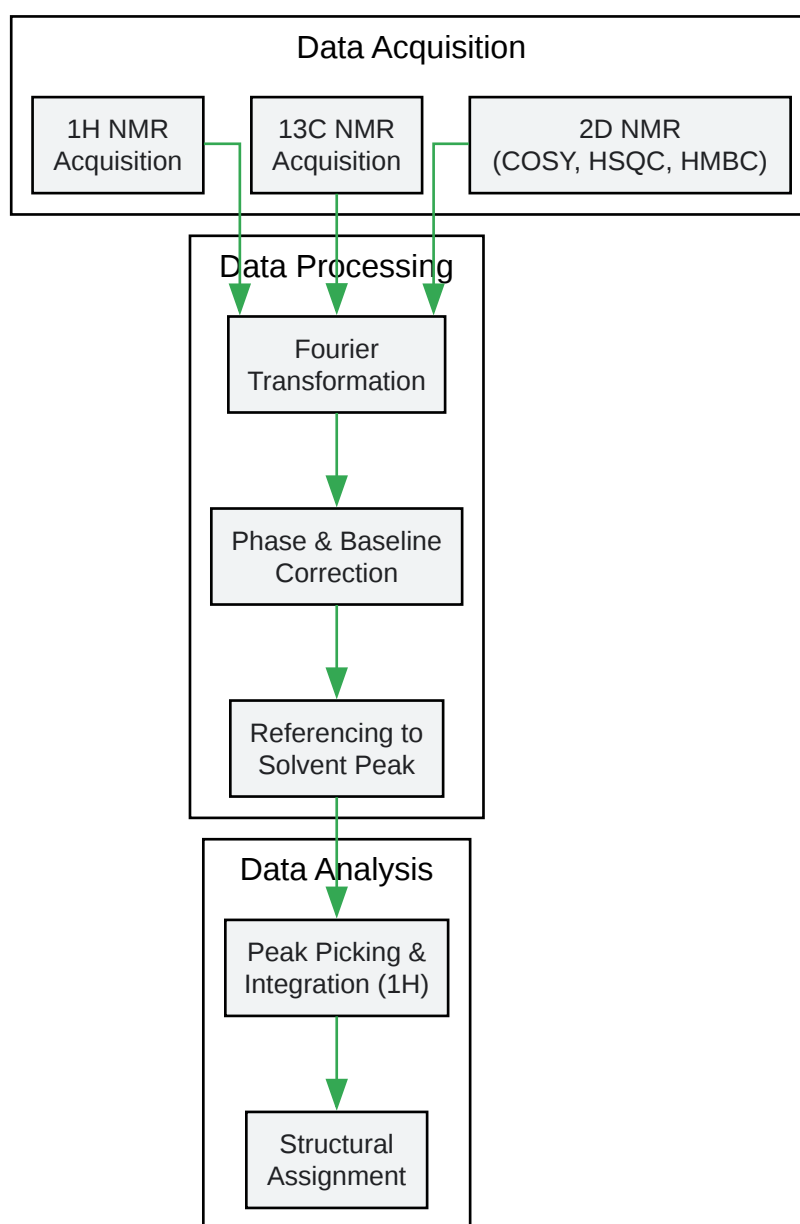 Data Acquisition
1H NMR
Acquisition
13C NMR
Acquisition
2D NMR
(COSY, HSQC, HMBC)
Data Processing
Fourier
Transformation
Phase & Baseline
Correction
Referencing to
Solvent Peak
Data Analysis
Peak Picking &
Integration (1H)
Structural
Assignment